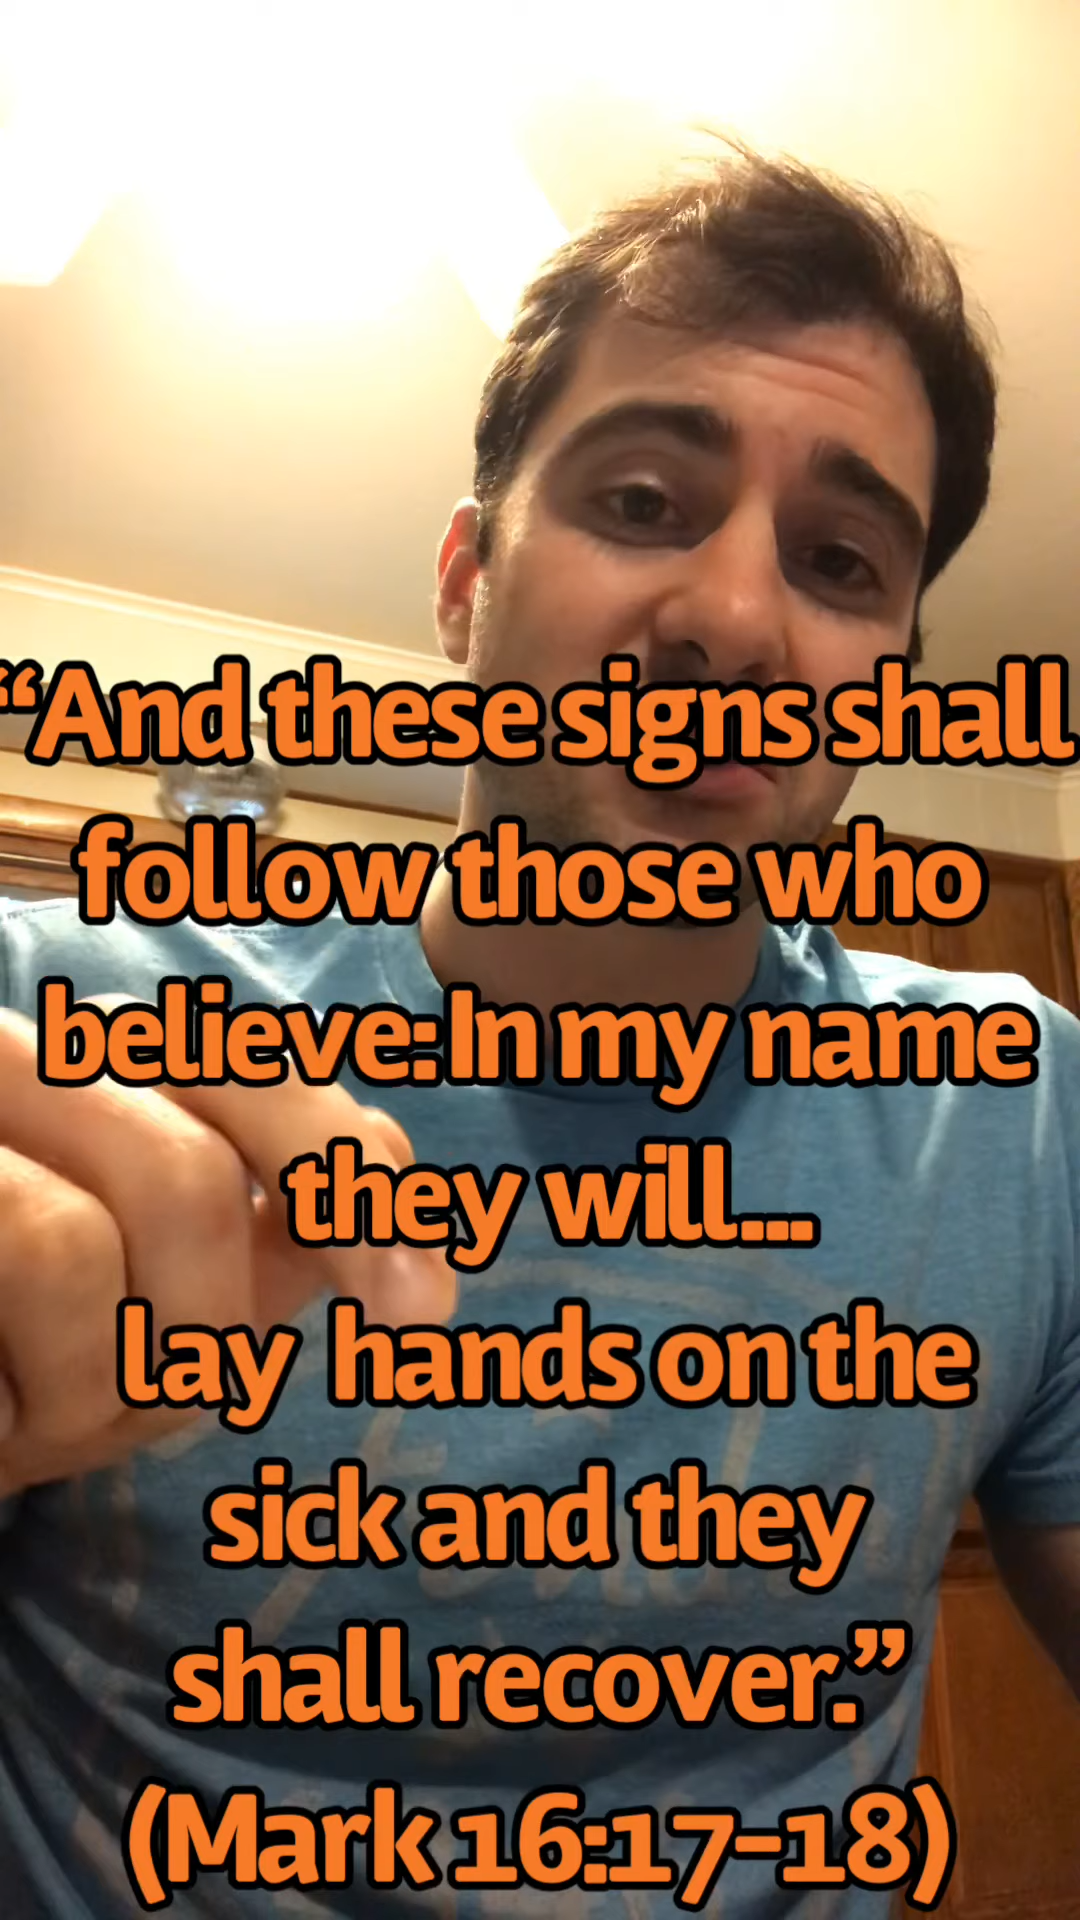 “And these signs shall
follow those who
believe: In my name
they will...
lay hands on the
sick and they
shall recover.”
(Mark 16:17-18)